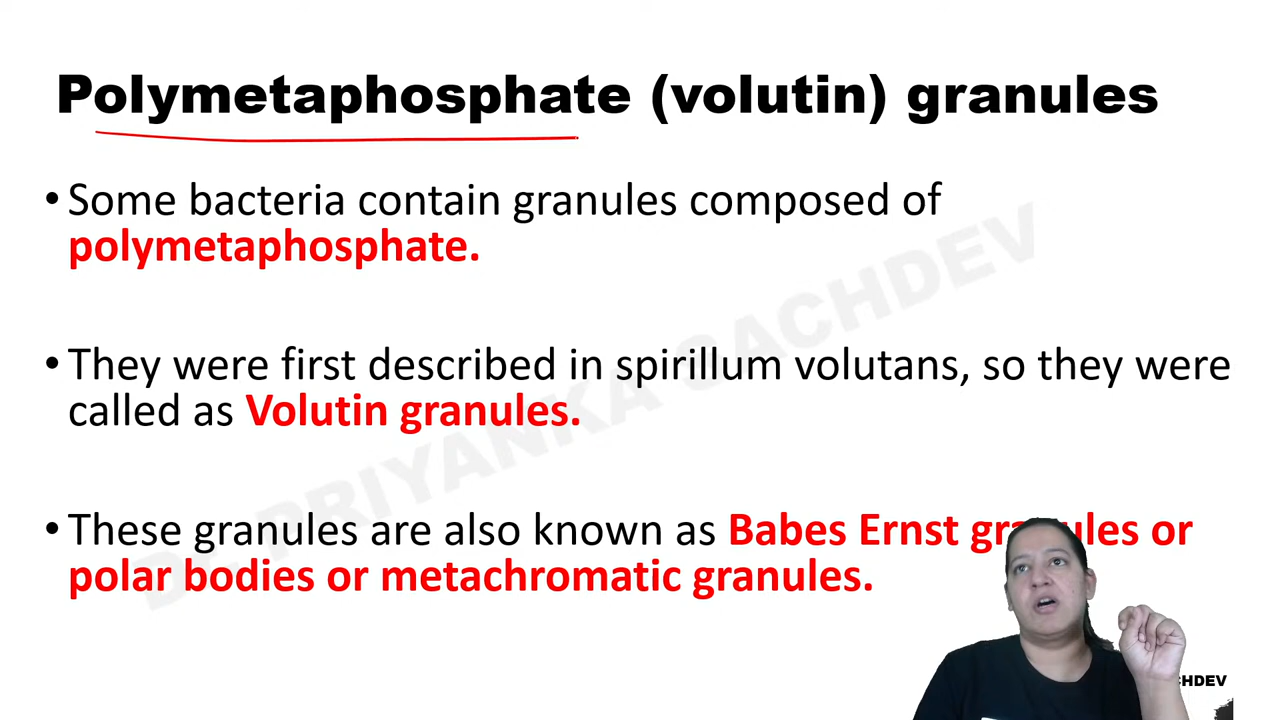 Polymetaphosphate (volutin) granules
• Some bacteria contain granules composed of
polymetaphosphate.
• They were first described in spirillum volutans, so they were
called as Volutin granules.
• These granules are also known as Babes Ernst granules or
polar bodies or metachromatic granules.
PRIYANKA SACHDEV
CHDEV